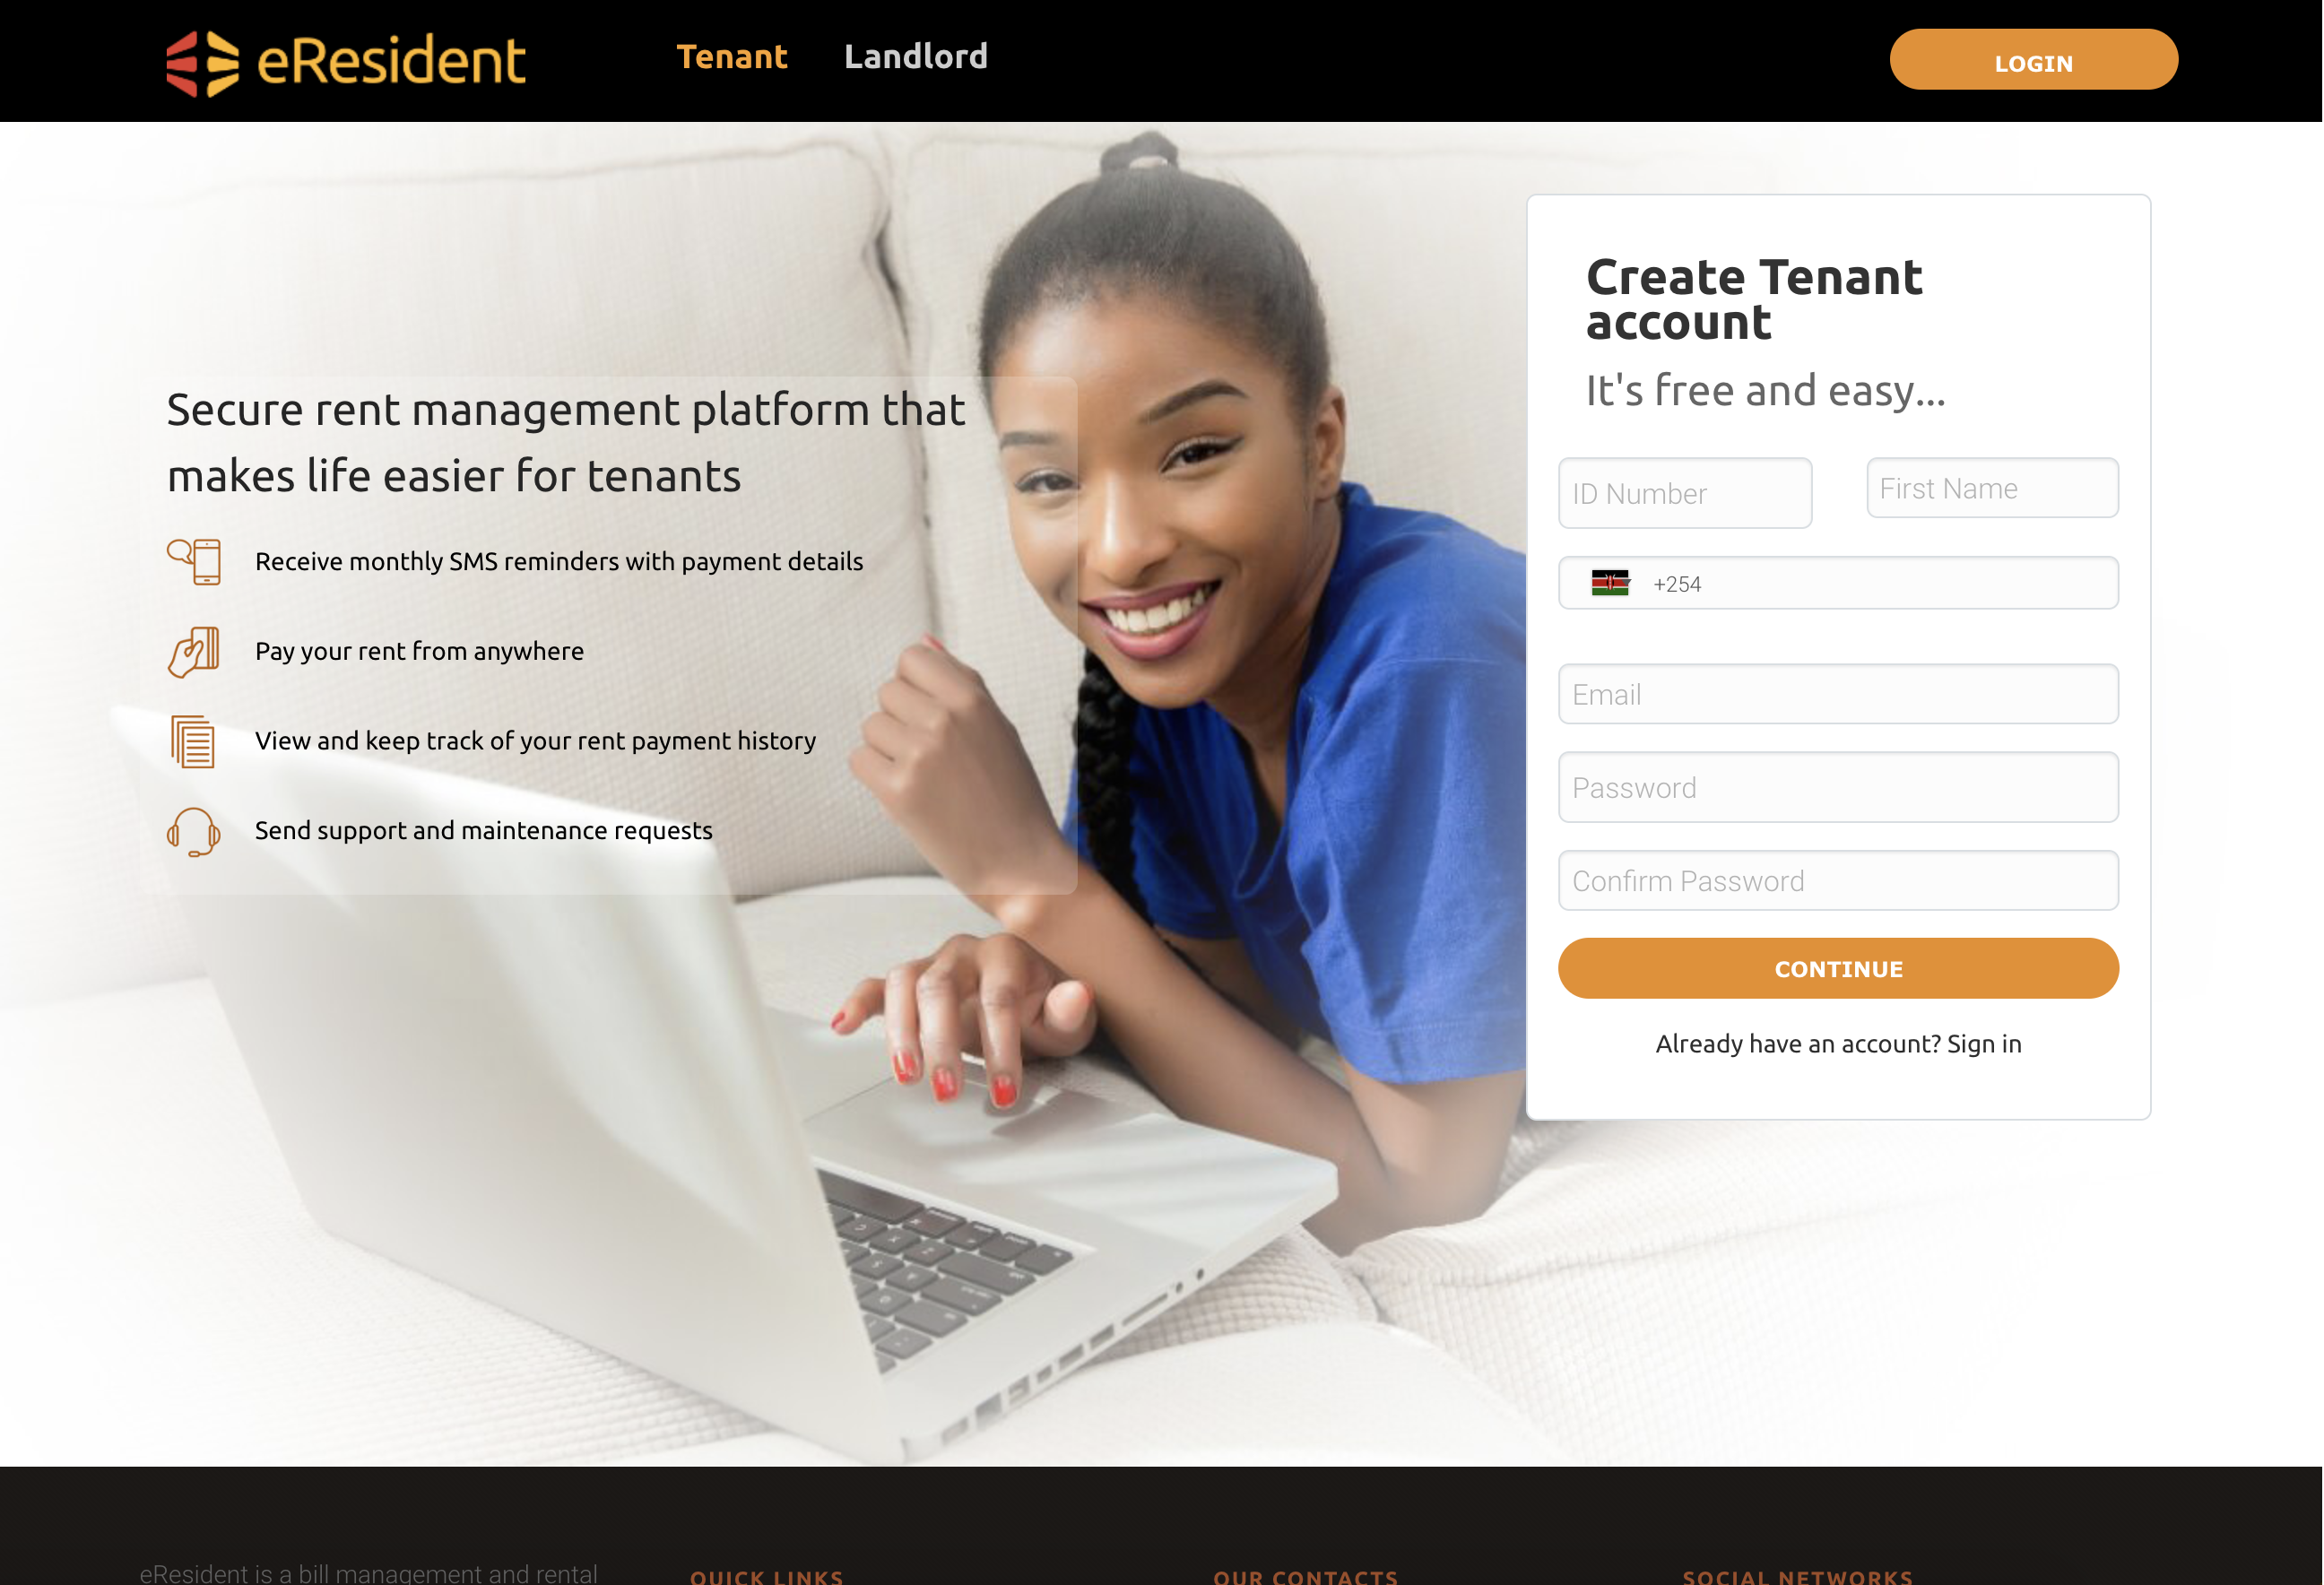 eResident
Tenant
Landlord
LOGIN
Secure rent management platform that
makes life easier for tenants
Receive monthly SMS reminders with payment details
Pay your rent from anywhere
View and keep track of your rent payment history
Send support and maintenance requests
Create Tenant
account
It's free and easy...
ID Number
First Name
+254
Email
Password
Confirm Password
CONTINUE
Already have an account? Sign in
eResident is a bill management and rental
QUICK LINKS
OUR CONTACTS
SOCIAL NETWORKS